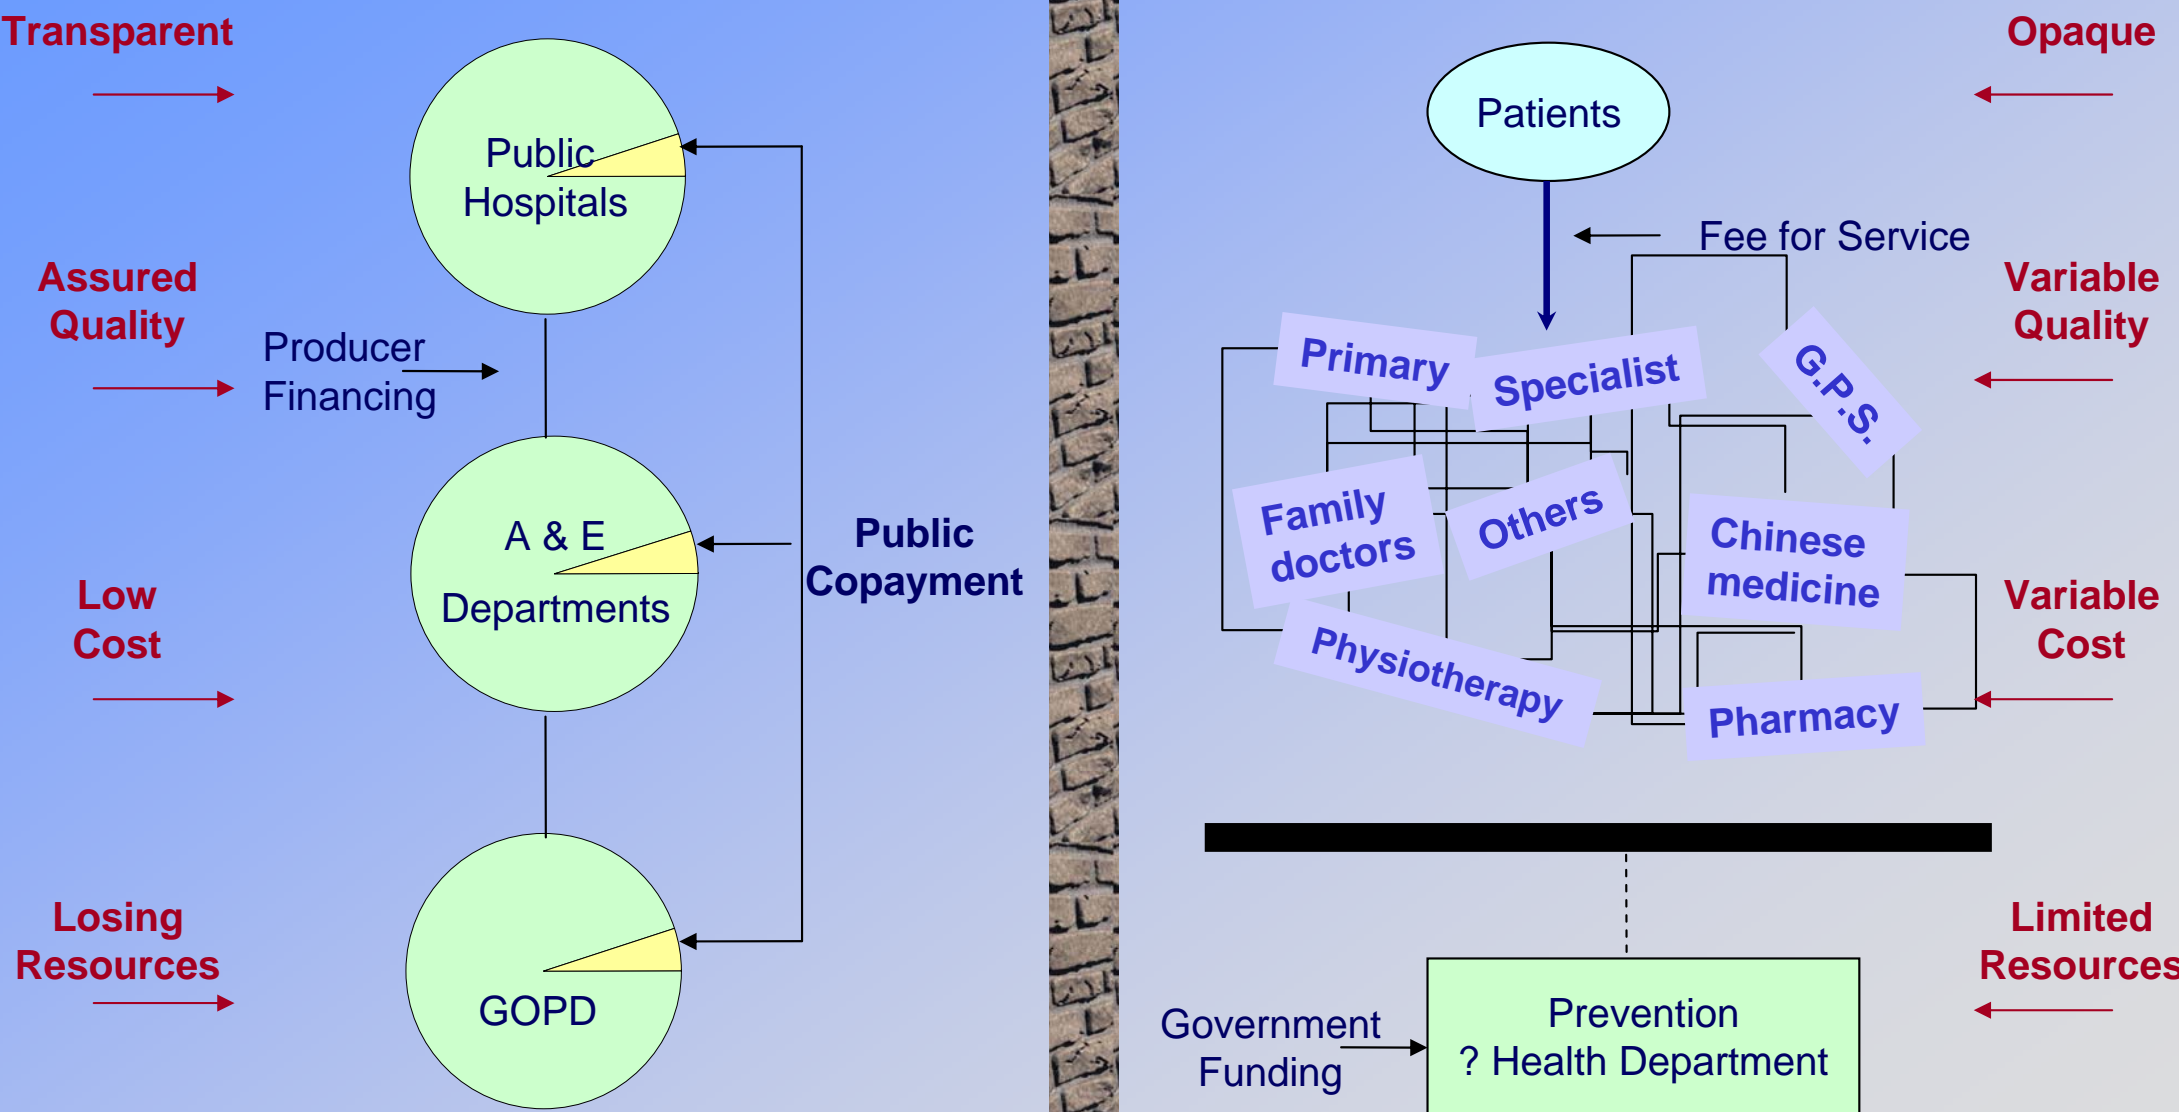 Transparent
Public
Hospitals
Assured
Quality
Producer
Financing
A & E
Departments
Public
Copayment
Low
Cost
Losing
Resources
GOPD
Opaque
Patients
Fee for Service
Variable
Quality
Primary
Specialist
G.P.S.
Family
doctors
Others
Chinese
medicine
Variable
Cost
Physiotherapy
Pharmacy
Limited
Resources
Government
Funding
Prevention
? Health Department